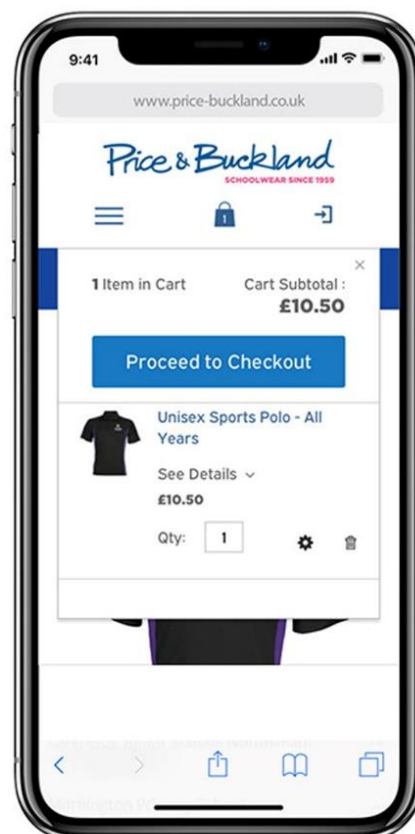 9:41
www.price-buckland.co.uk
Price & Buckland
SCHOOLWEAR SINCE 1959
1
1 Item in Cart
Cart Subtotal :
£10.50
Proceed to Checkout
Unisex Sports Polo - All
Years
See Details
£10.50
Qty: 1